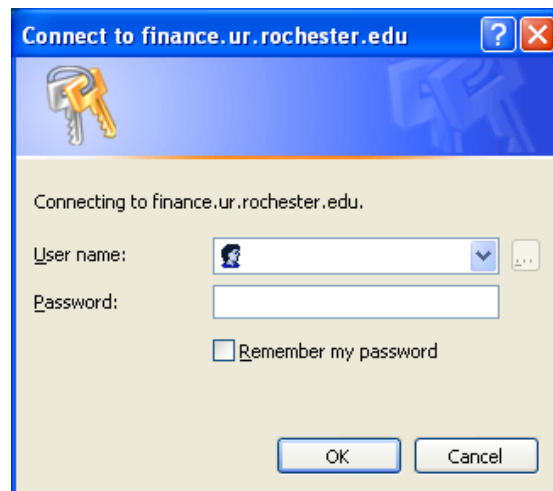 Connect to finance.ur.rochester.edu
Connecting to finance.ur.rochester.edu.
User name:
...
Password:
Remember my password
OK Cancel